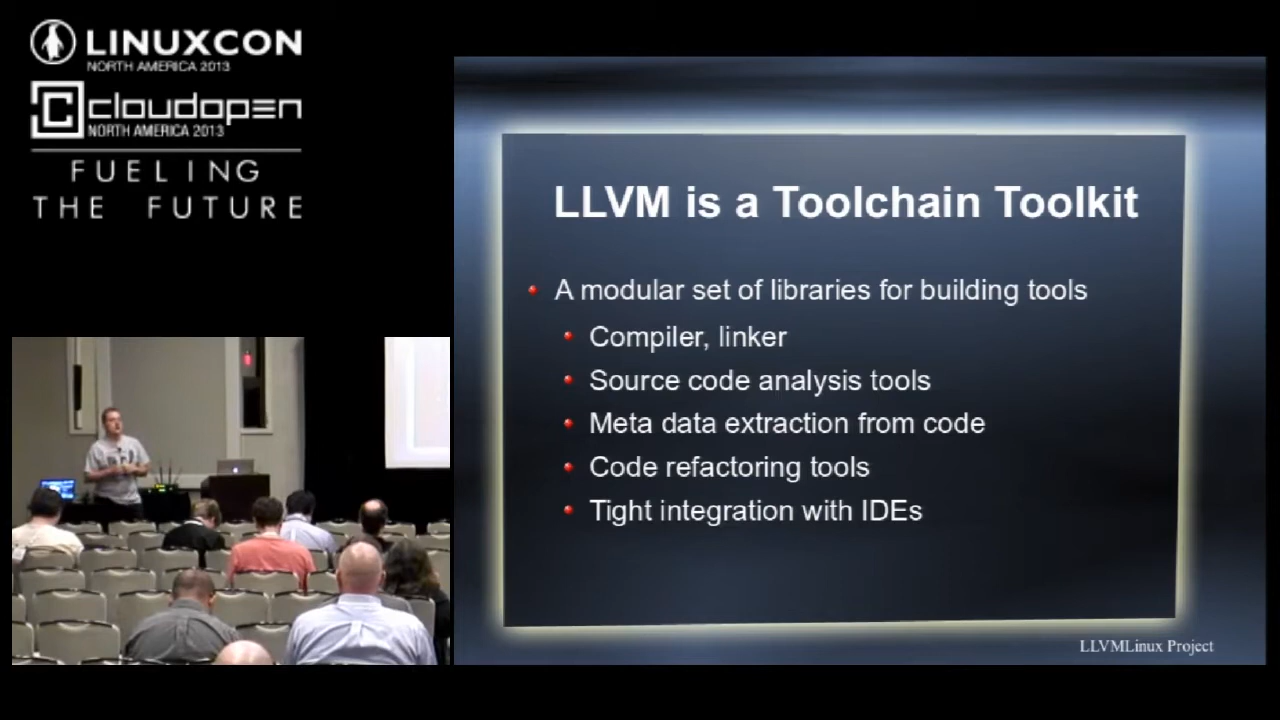 LINUXCON
NORTH AMERICA 2013
cloudopen
NORTH AMERICA 2013
FUELING
THE FUTURE
LLVM is a Toolchain Toolkit
A modular set of libraries for building tools
Compiler, linker
Source code analysis tools
Meta data extraction from code
Code refactoring tools
Tight integration with IDEs
LLVMLinux Project